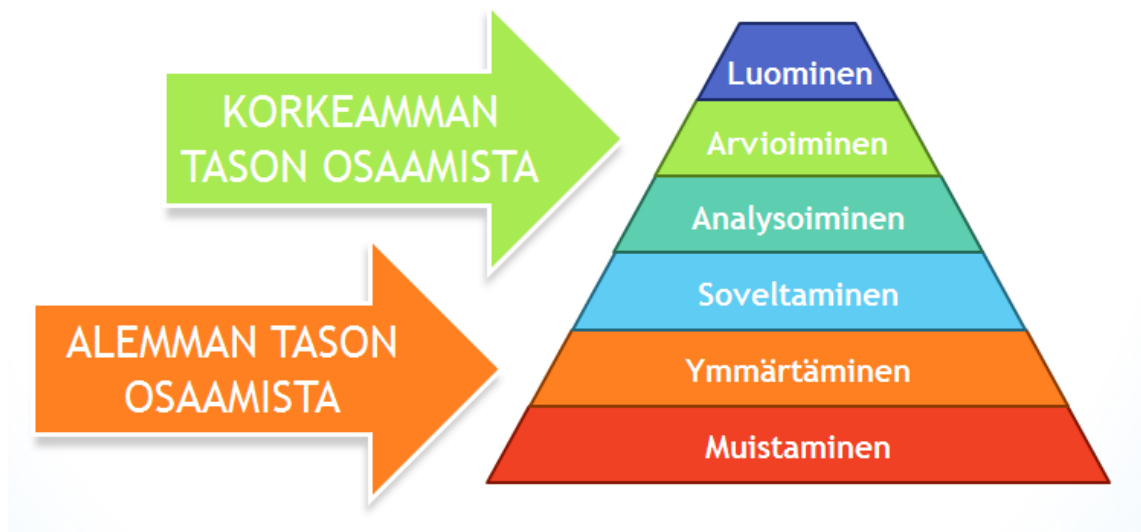 KORKEAMMAN
TASON OSAAMISTA
ALEMMAN TASON
OSAAMISTA
Luominen
Arvioiminen
Analysoiminen
Soveltaminen
Ymmärtäminen
Muistaminen